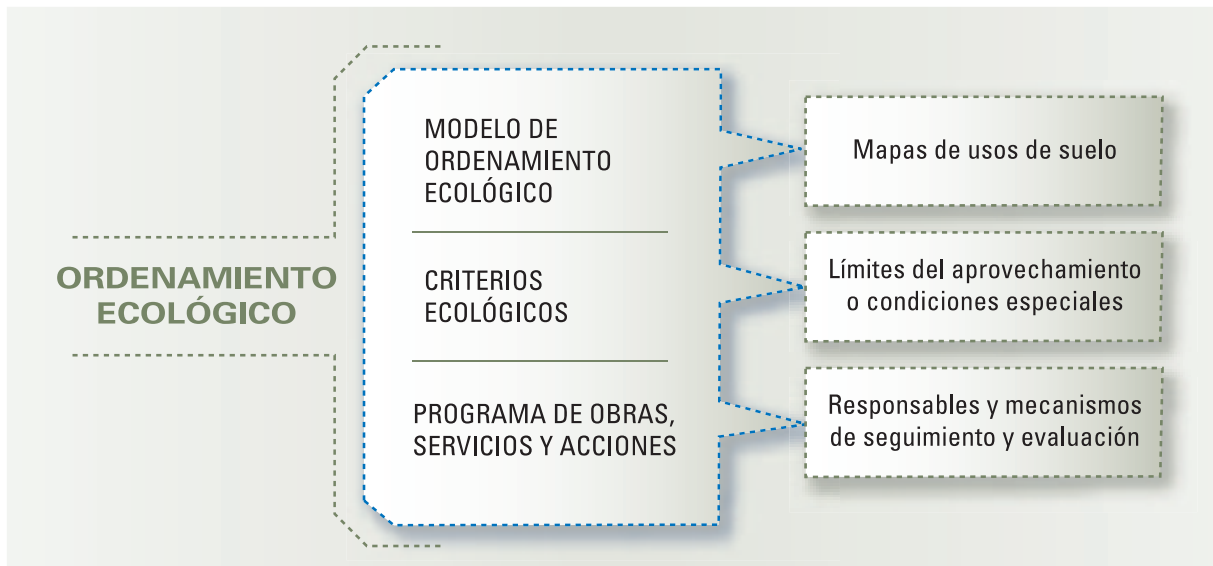 ORDENAMIENTO
ECOLÓGICO
MODELO DE
ORDENAMIENTO
ECOLÓGICO
Mapas de usos de suelo
CRITERIOS
ECOLÓGICOS
Límites del aprovechamiento
o condiciones especiales
PROGRAMA DE OBRAS,
SERVICIOS Y ACCIONES
Responsables y mecanismos
de seguimiento y evaluación